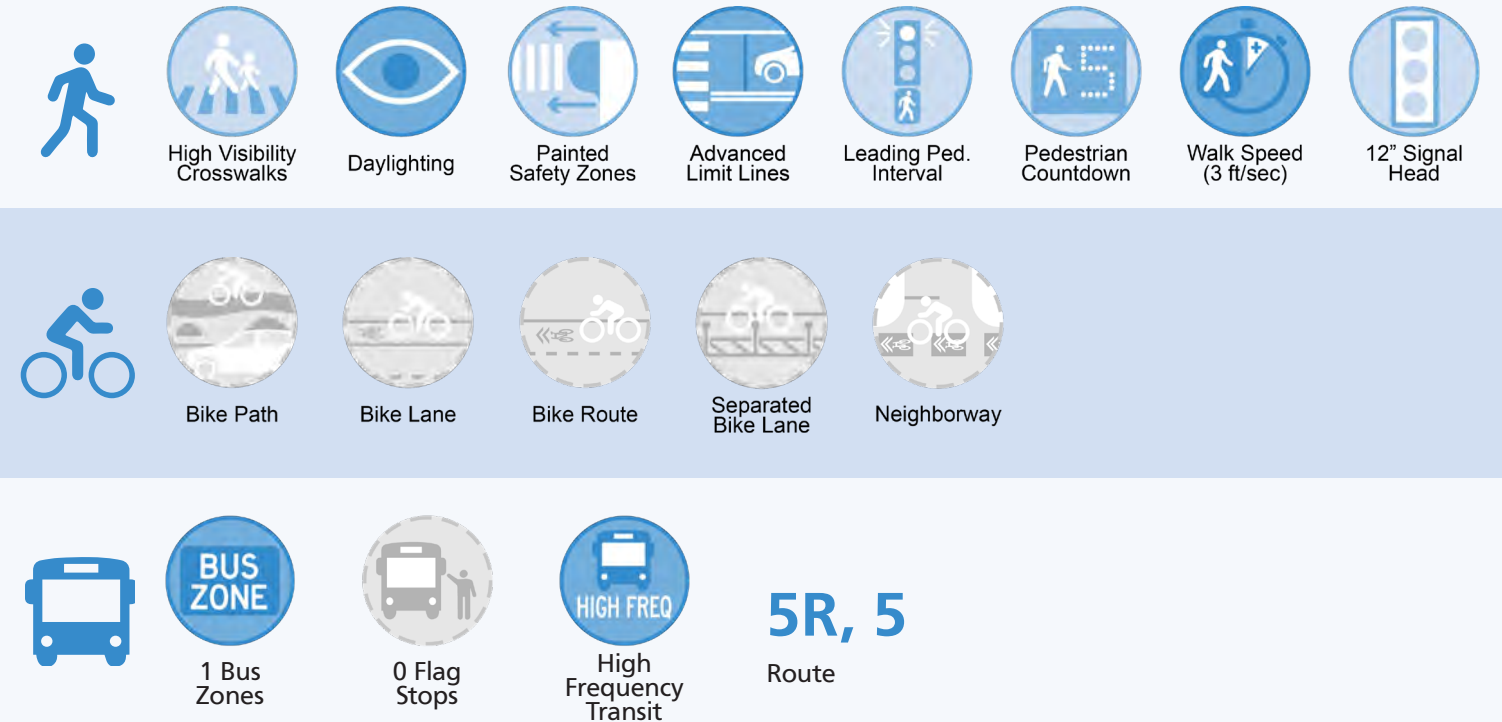 High Visibility
Crosswalks
Daylighting
Painted
Safety Zones
Advanced
Limit Lines
Leading Ped.
Interval
Pedestrian
Countdown
Walk Speed
(3 ft/sec)
12” Signal
Head
Bike Path
Bike Lane
Bike Route
Separated
Bike Lane
Neighborway
BUS
ZONE
1 Bus
Zones
0 Flag
Stops
HIGH FREQ
High
Frequency
Transit
5R, 5
Route